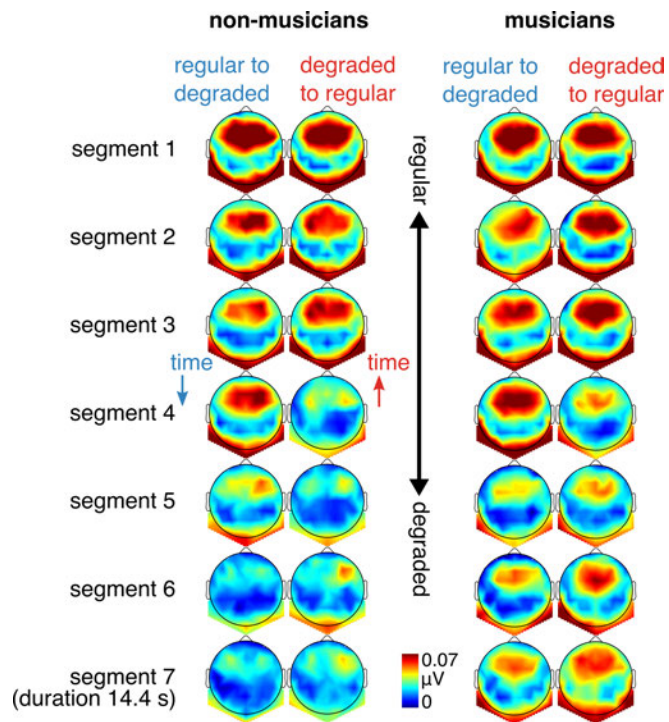 non-musicians musicians
regular to degraded regular to degraded
degraded to regular degraded to regular
segment 1
regular
segment 2
segment 3
time time
segment 4
segment 5
degraded
segment 6
segment 7
(duration 14.4 s)
0.07
μV
0